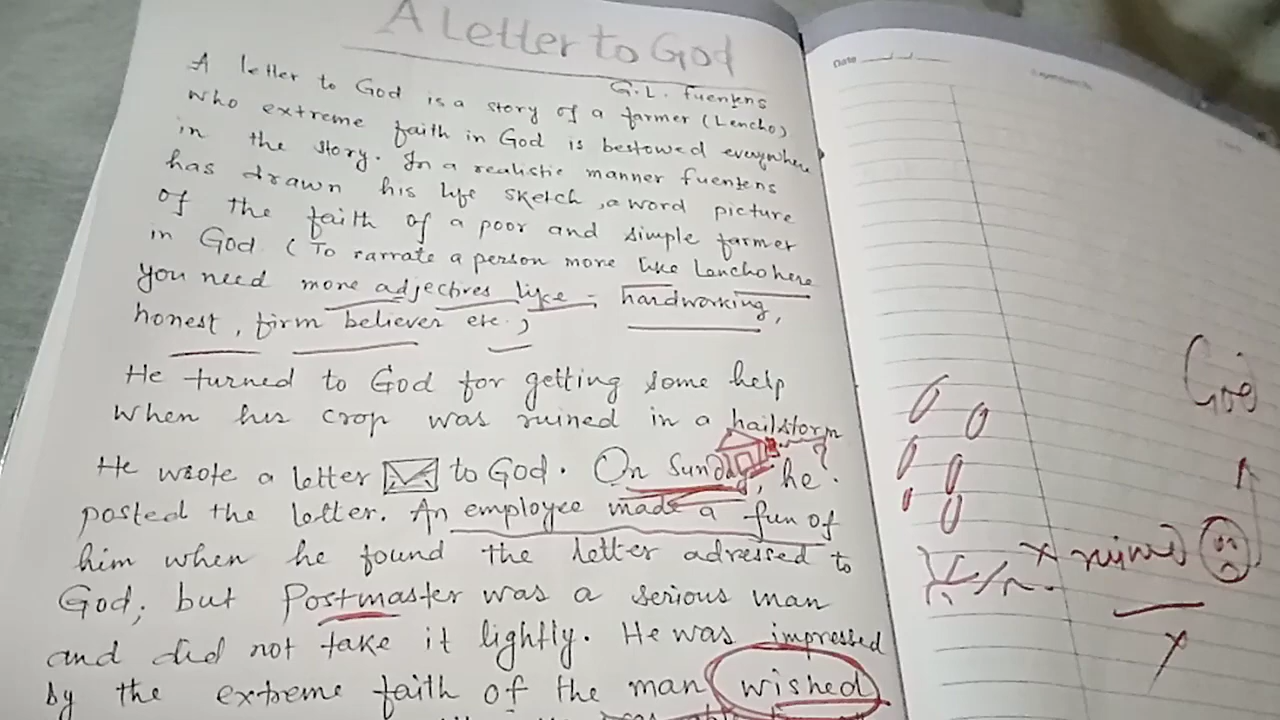 A Letter to God
G.L. Fuentens
A letter to God is a story of a farmer (Lencho)
who extreme faith in God is bestowed everywhere
in the story. In a realistic manner Fuentens
has drawn his life sketch, a word picture
of the faith of a poor and simple farmer
in God. (To rarrate a person more like Lencho here
you need more adjectives like - hardworking,
honest, firm believer etc.)
He turned to God for getting some help
when his crop was ruined in a hailstorm
He wrote a letter to God. On Sunday, he
posted the letter. An employee made a fun of
him when he found the letter adressed to
God, but Postmaster was a serious man
and did not take it lightly. He was impressed
by the extreme faith of the man wished
Date
God
ruined